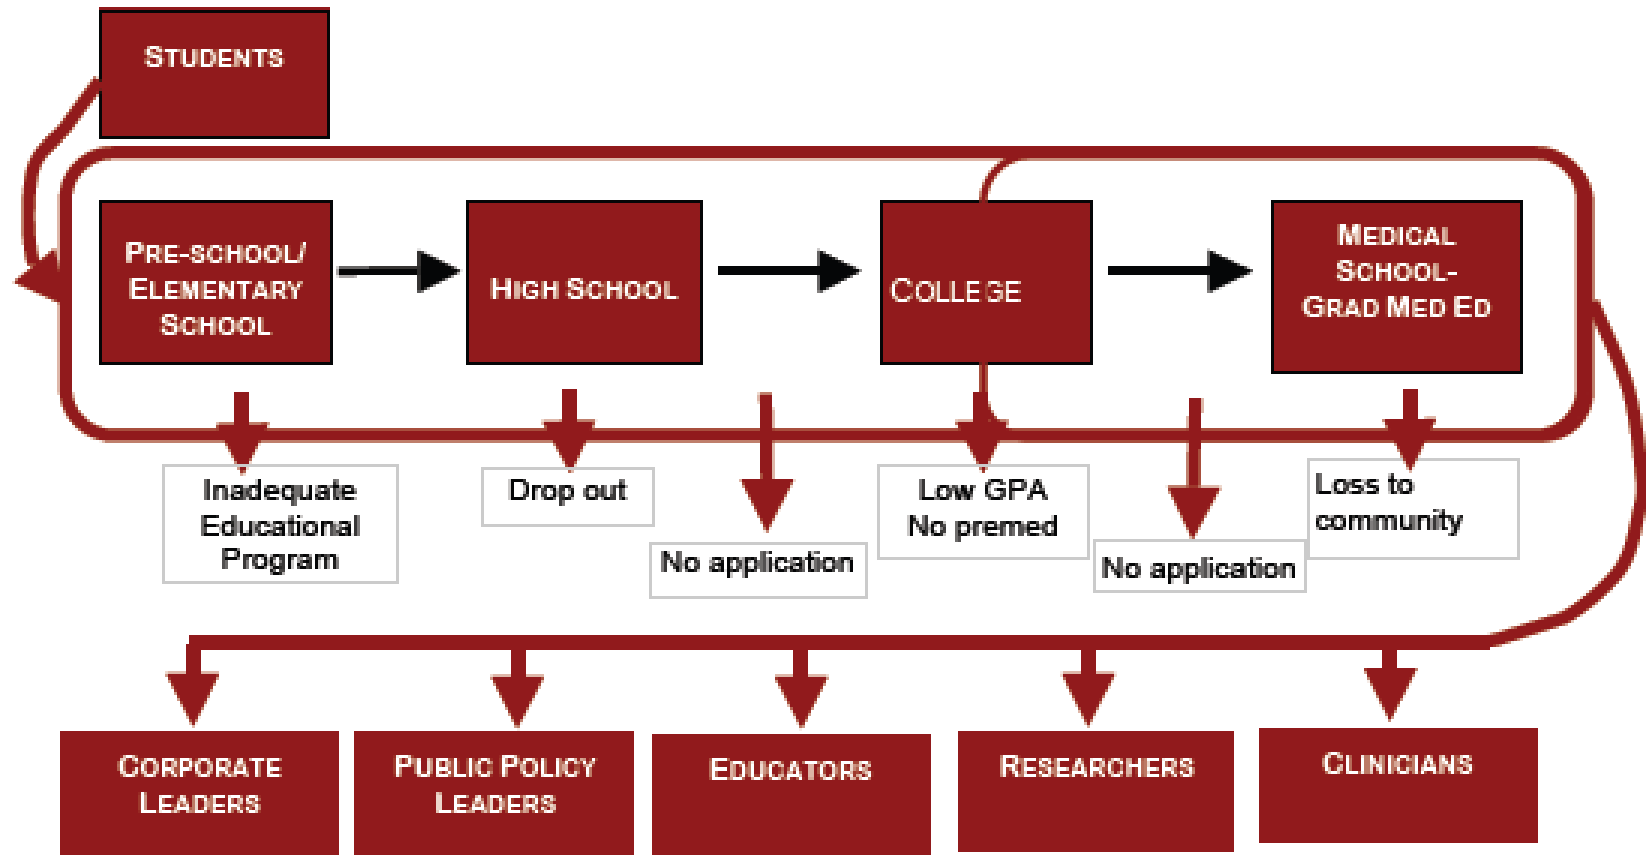 STUDENTS
PRE-SCHOOL/
ELEMENTARY
SCHOOL
HIGH SCHOOL
COLLEGE
MEDICAL
SCHOOL-
GRAD MED ED
Inadequate
Educational
Program
Drop out
No application
Low GPA
No premed
No application
Loss to
community
CORPORATE
LEADERS
PUBLIC POLICY
LEADERS
EDUCATORS
RESEARCHERS
CLINICIANS